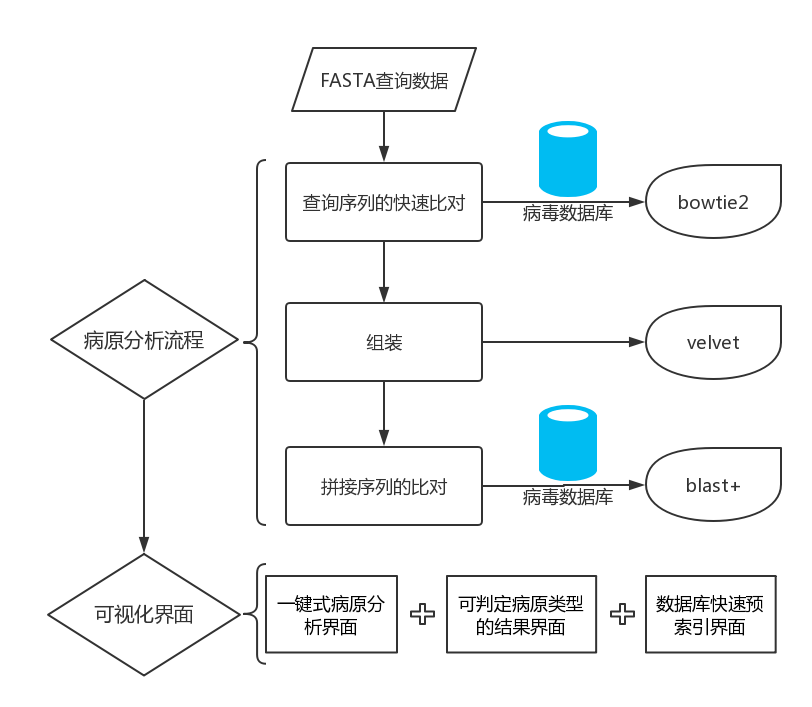 FASTA查询数据
查询序列的快速比对
病毒数据库
bowtie2
病原分析流程
组装
velvet
拼接序列的比对
病毒数据库
blast+
可视化界面
一键式病原分
析界面
可判定病原类型
的结果界面
数据库快速预
索引界面